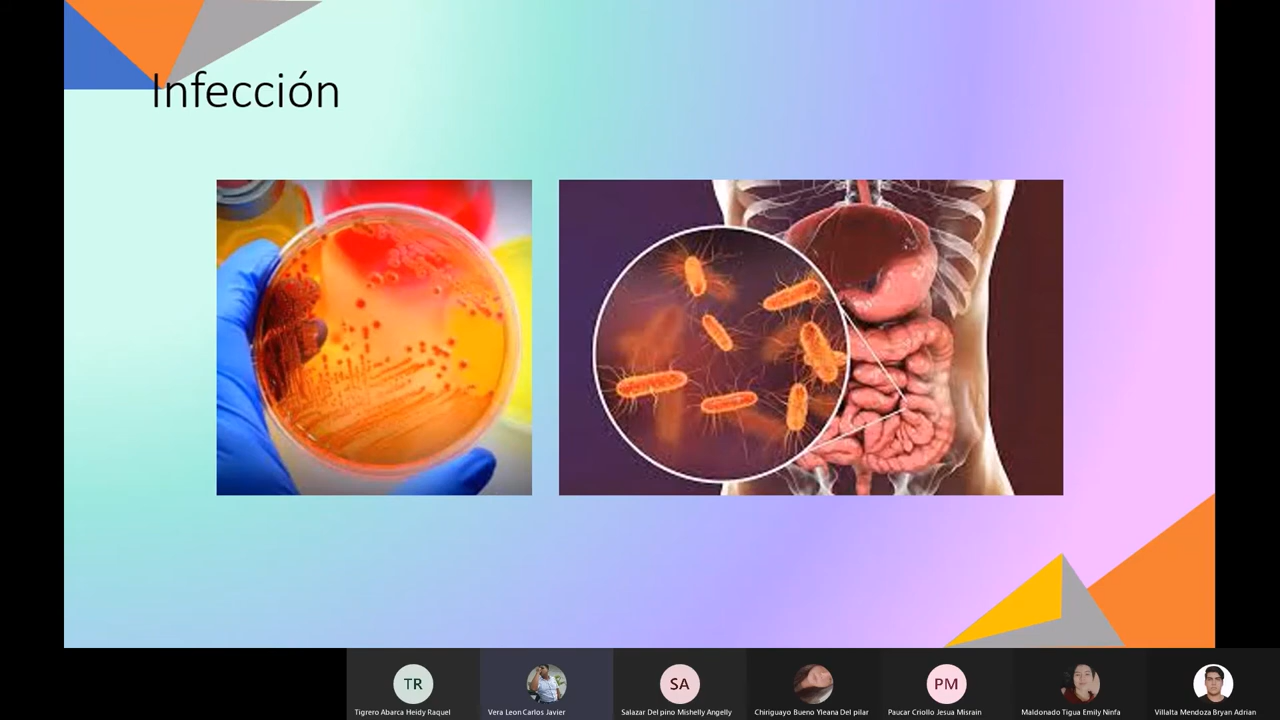 Infección
TR
SA
PM
Tigrero Abarca Heidy Raquel
Vera Leon Carlos Javier
Salazar Del pino Mishelly Angelly
Chiriguayo Bueno Yleana Del pilar
Paucar Criollo Jesua Misrain
Maldonado Tigua Emily Ninfa
Villalta Mendoza Bryan Adrian